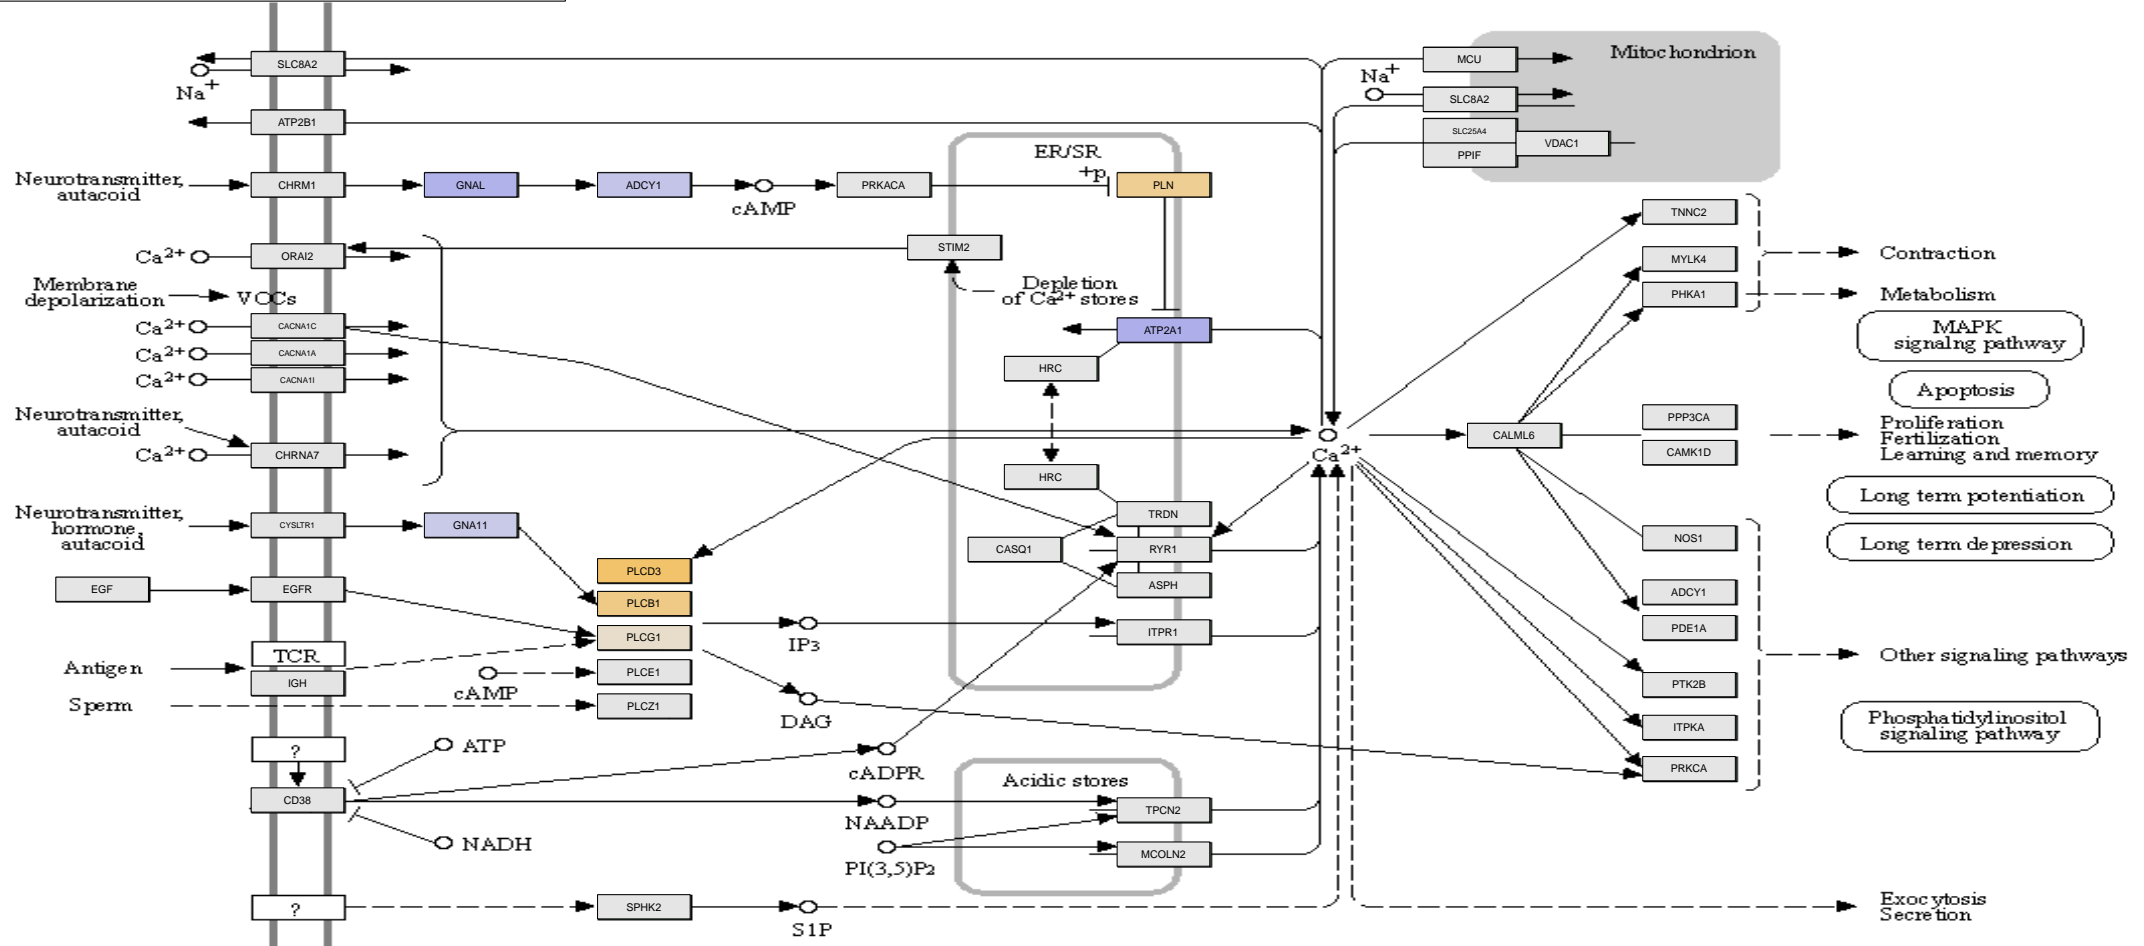 SLC8A2
Na+
ATP2B1
Neurotransmitter,
autacoid
CHRM1
GNAL
ADCY1
cAMP
PRKACA
ER/SR
+p
PLN
MCU
Mitochondrion
Na+
SLC8A2
SLC25A4
PPIF
VDAC1
Ca2+
ORAI2
STIM2
Depletion
of Ca2+ stores
Membrane
depolarization
VOCs
Ca2+
CACNA1C
Ca2+
CACNA1A
Ca2+
CACNA1I
ATP2A1
HRC
Neurotransmitter,
autacoid
Ca2+
CHRNA7
HRC
Ca2+
CALML6
TNNC2
MYLK4
PHKA1
Contraction
Metabolism
MAPK
signalng pathway
Apoptosis
PPP3CA
CAMK1D
Proliferation
Fertilization
Learning and memory
Long term potentiation
Long term depression
Neurotransmitter,
hormone,
autacoid
CYSLTR1
GNA11
TRDN
CASQ1
RYR1
ASPH
NOS1
PLCD3
EGF
EGFR
PLCB1
PLCG1
IP3
ITPR1
ADCY1
PDE1A
Other signaling pathways
Antigen
TCR
IGH
cAMP
PLCE1
Sperm
PLCZ1
DAG
PTK2B
ITPKA
PRKCA
Phosphatidylinositol
signaling pathway
?
ATP
cADPR
CD38
Acidic stores
NAADP
TPCN2
NADH
PI(3,5)P2
MCOLN2
?
SPHK2
S1P
Exocytosis
Secretion